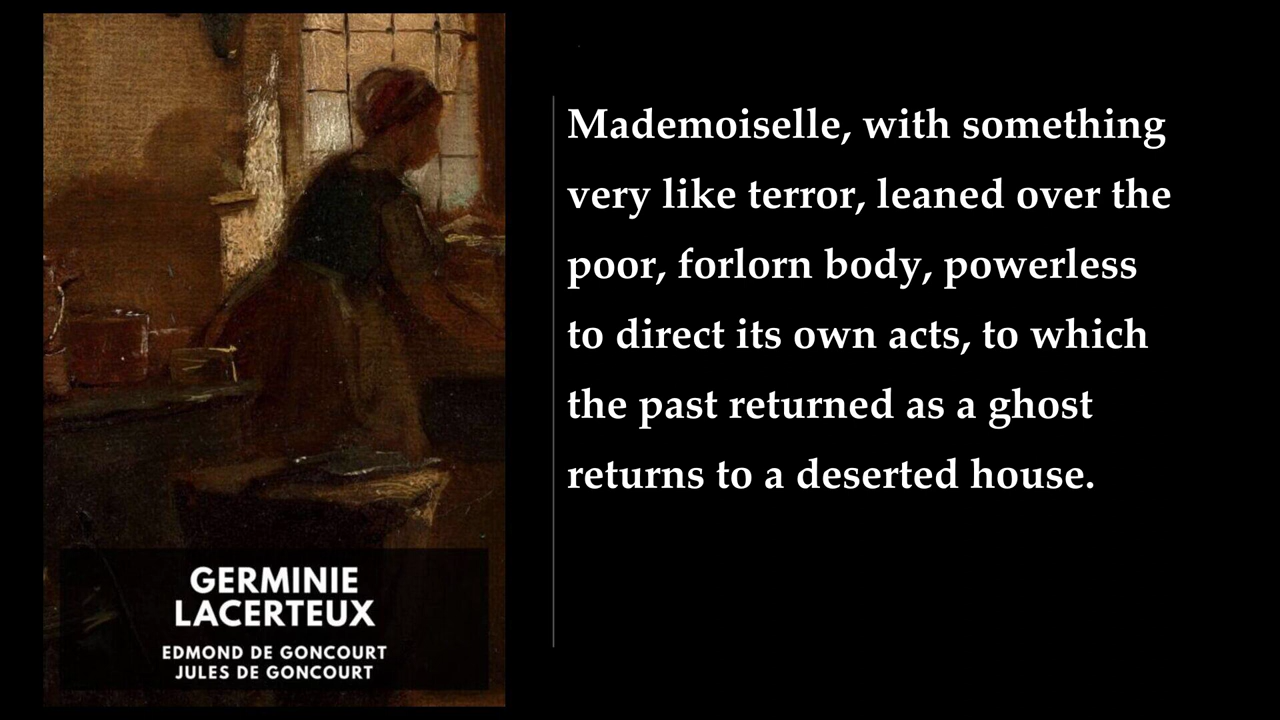 GERMINIE
LACERTEUX
EDMOND DE GONCOURT
JULES DE GONCOURT
Mademoiselle, with something
very like terror, leaned over the
poor, forlorn body, powerless
to direct its own acts, to which
the past returned as a ghost
returns to a deserted house.